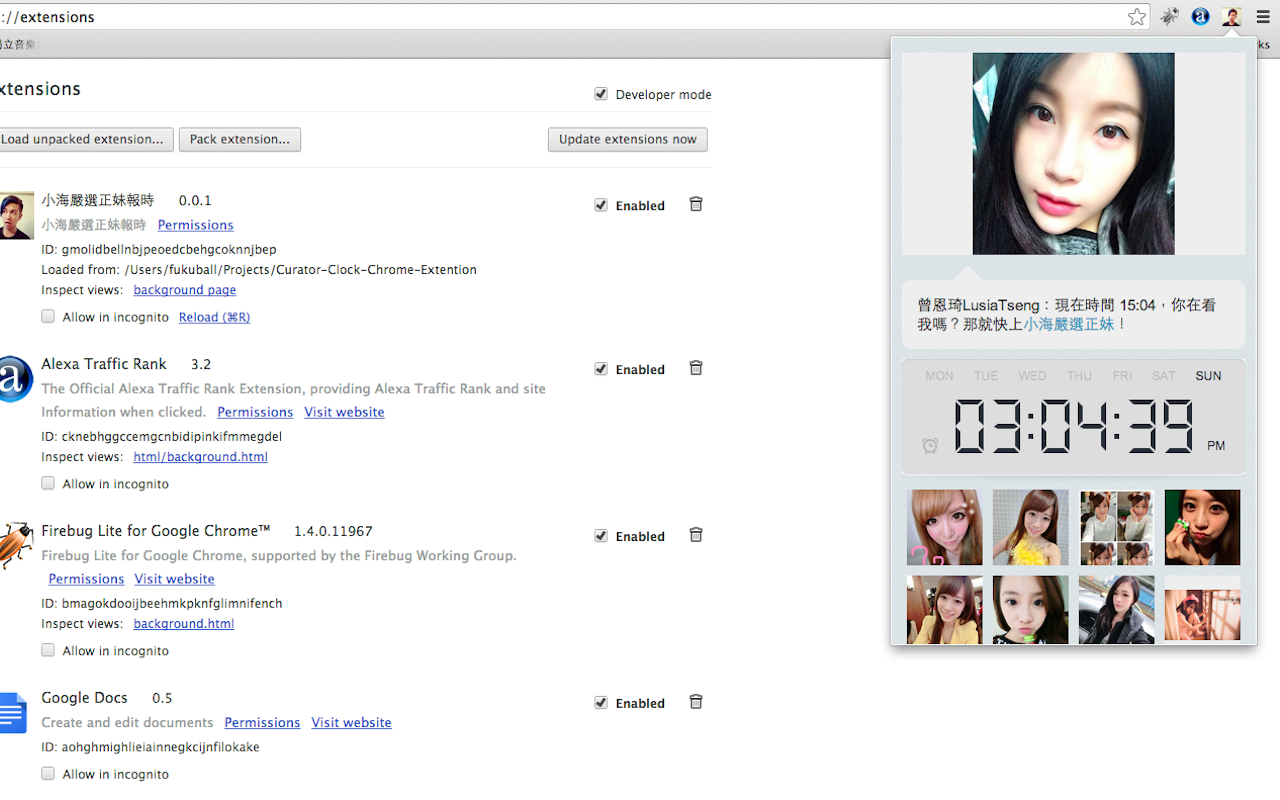 ://extensions
獨立音樂
ks
xtensions
Developer mode
Load unpacked extension...
Pack extension...
Update extensions now
小海嚴選正妹報時 0.0.1
Enabled
小海嚴選正妹報時 Permissions
ID: gmolidbellnbjpeoedcbehgcoknnjbep
Loaded from: /Users/fukuball/Projects/Curator-Clock-Chrome-Extention
Inspect views: background page
Allow in incognito Reload (⌘R)
Alexa Traffic Rank 3.2
Enabled
The Official Alexa Traffic Rank Extension, providing Alexa Traffic Rank and site
Information when clicked. Permissions Visit website
ID: cknebhggccemgcnbidipinkifmmegdel
Inspect views: html/background.html
Allow in incognito
Firebug Lite for Google Chrome™ 1.4.0.11967
Enabled
Firebug Lite for Google Chrome, supported by the Firebug Working Group.
Permissions Visit website
ID: bmagokdooijbeehmkpknfglimnifench
Inspect views: background.html
Allow in incognito
Google Docs 0.5
Enabled
Create and edit documents Permissions Visit website
ID: aohghmighlieiainnegkcijnfilokake
Allow in incognito
曾恩琦LusiaTseng：現在時間 15:04，你在看
我嗎？那就快上小海嚴選正妹！
MON TUE WED THU FRI SAT SUN
03:04:39 PM